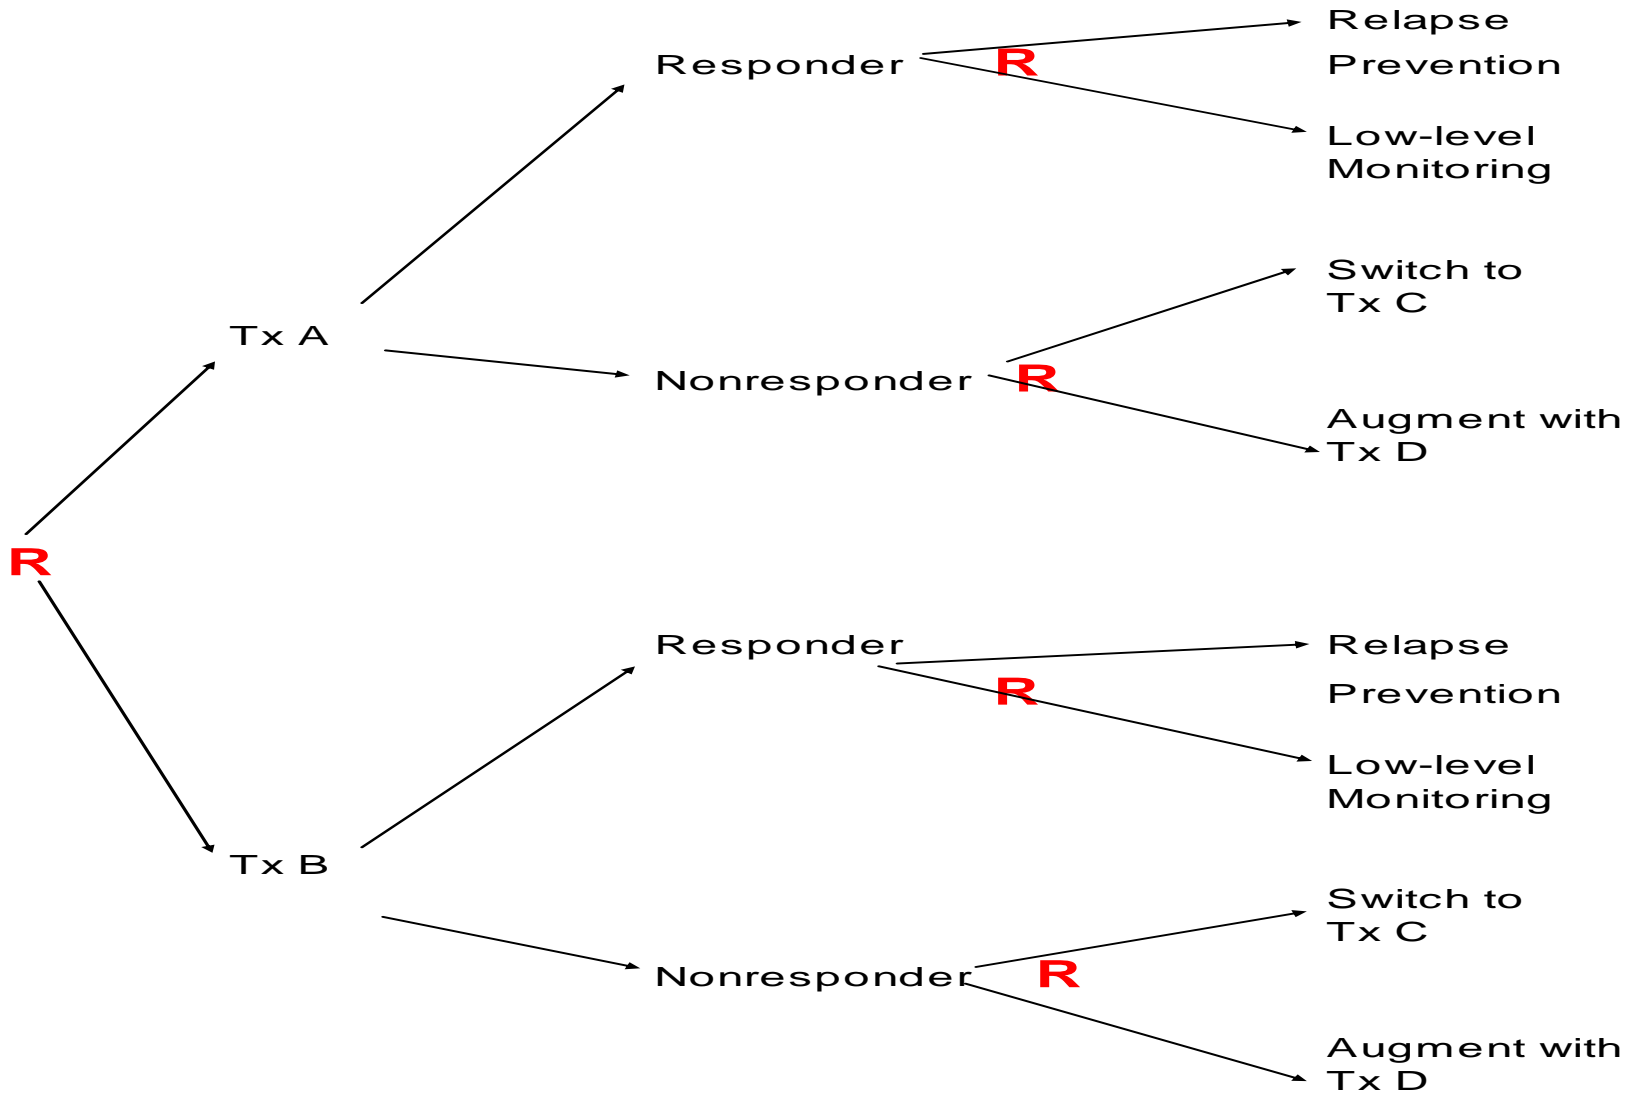 R
Tx A
Responder
R
Relapse
Prevention
Low-level
Monitoring
Nonresponder
R
Switch to
Tx C
Augment with
Tx D
Tx B
Responder
R
Relapse
Prevention
Low-level
Monitoring
Nonresponder
R
Switch to
Tx C
Augment with
Tx D